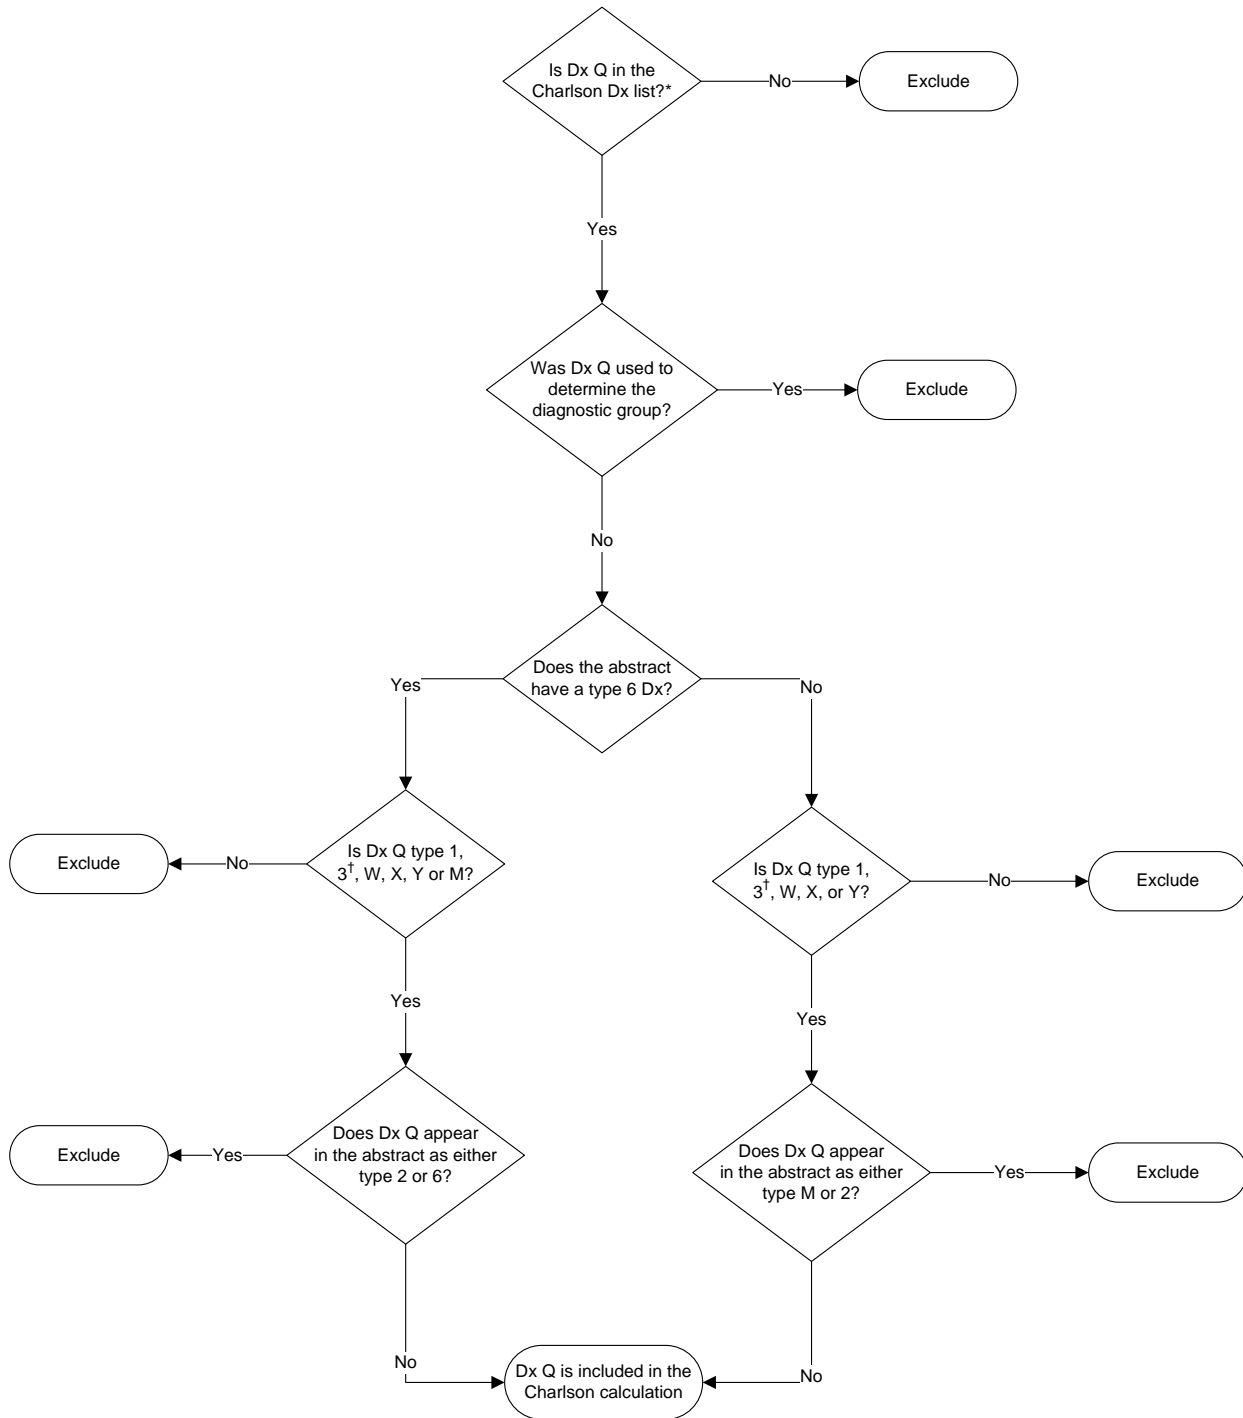 Is Dx Q in the
Charlson Dx list?*
No
Exclude
Yes
Was Dx Q used to
determine the
diagnostic group?
Yes
Exclude
No
Does the abstract
have a type 6 Dx?
Yes
No
Exclude
No
Is Dx Q type 1,
3†, W, X, Y or M?
Is Dx Q type 1,
3†, W, X, or Y?
No
Exclude
Yes
Yes
Exclude
Yes
Does Dx Q appear
in the abstract as either
type 2 or 6?
Does Dx Q appear
in the abstract as either
type M or 2?
Yes
Exclude
No
Dx Q is included in the
Charlson calculation
No